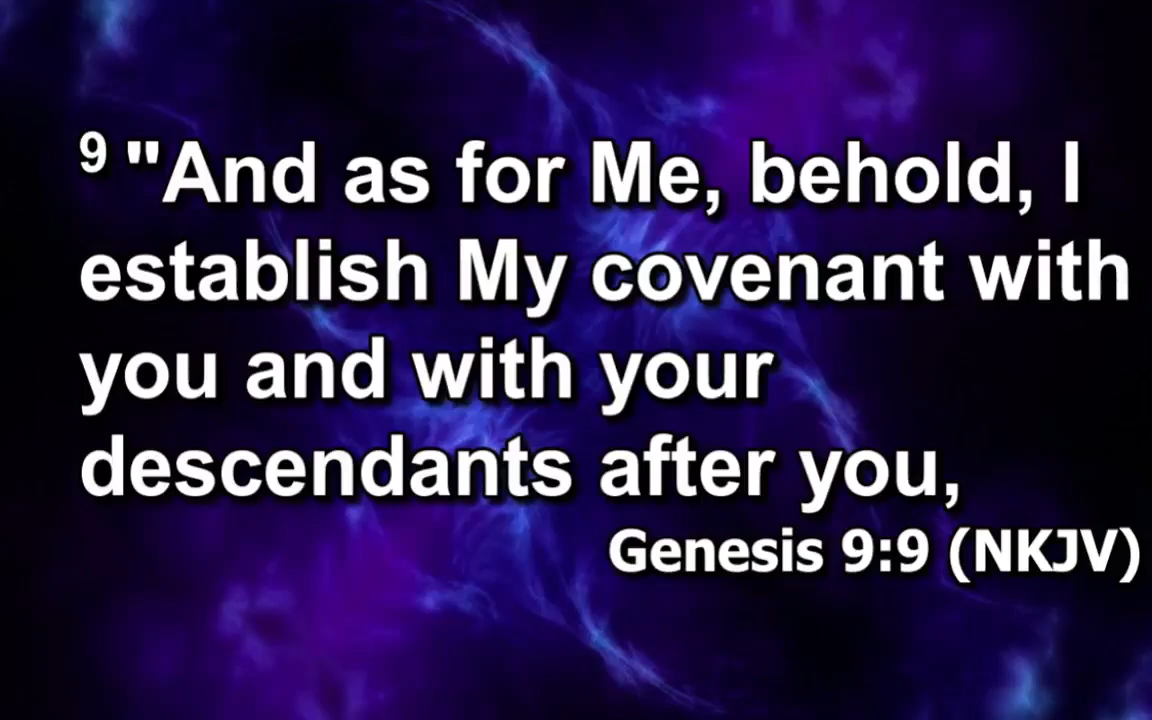 9 "And as for Me, behold, I
establish My covenant with
you and with your
descendants after you,
Genesis 9:9 (NKJV)